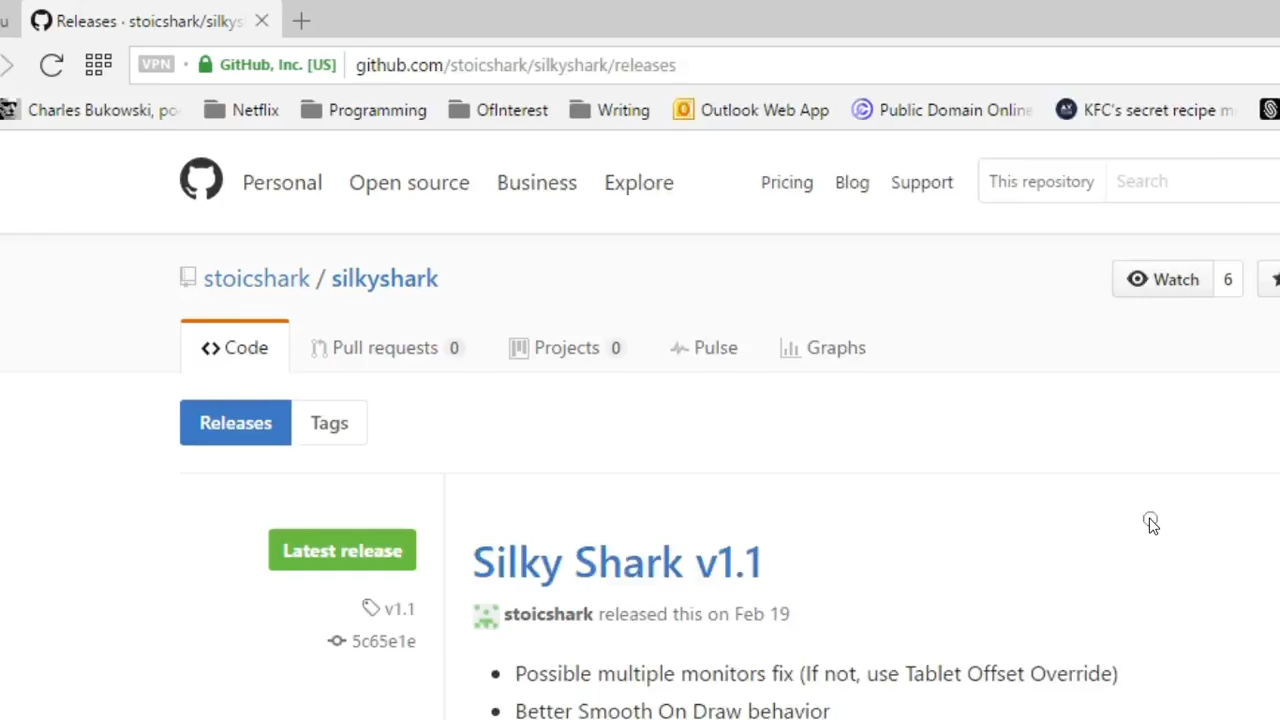 u Releases · stoicshark/silkys
VPN GitHub, Inc. [US] github.com/stoicshark/silkyshark/releases
Charles Bukowski, po Netflix Programming OfInterest Writing Outlook Web App Public Domain Online KFC's secret recipe m
Personal Open source Business Explore Pricing Blog Support This repository Search
stoicshark / silkyshark Watch 6
Code Pull requests 0 Projects 0 Pulse Graphs
Releases Tags
Latest release
Silky Shark v1.1
v1.1
stoicshark released this on Feb 19
5c65e1e
• Possible multiple monitors fix (If not, use Tablet Offset Override)
• Better Smooth On Draw behavior